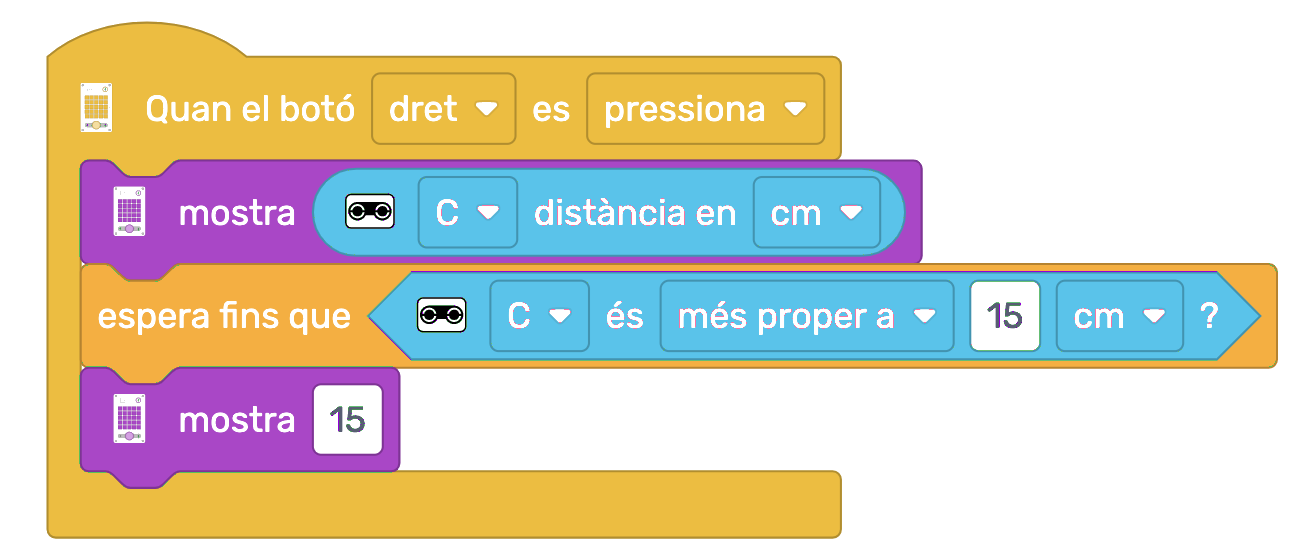 Quan el botó dret es pressiona
mostra C distància en cm
espera fins que C és més proper a 15 cm ?
mostra 15